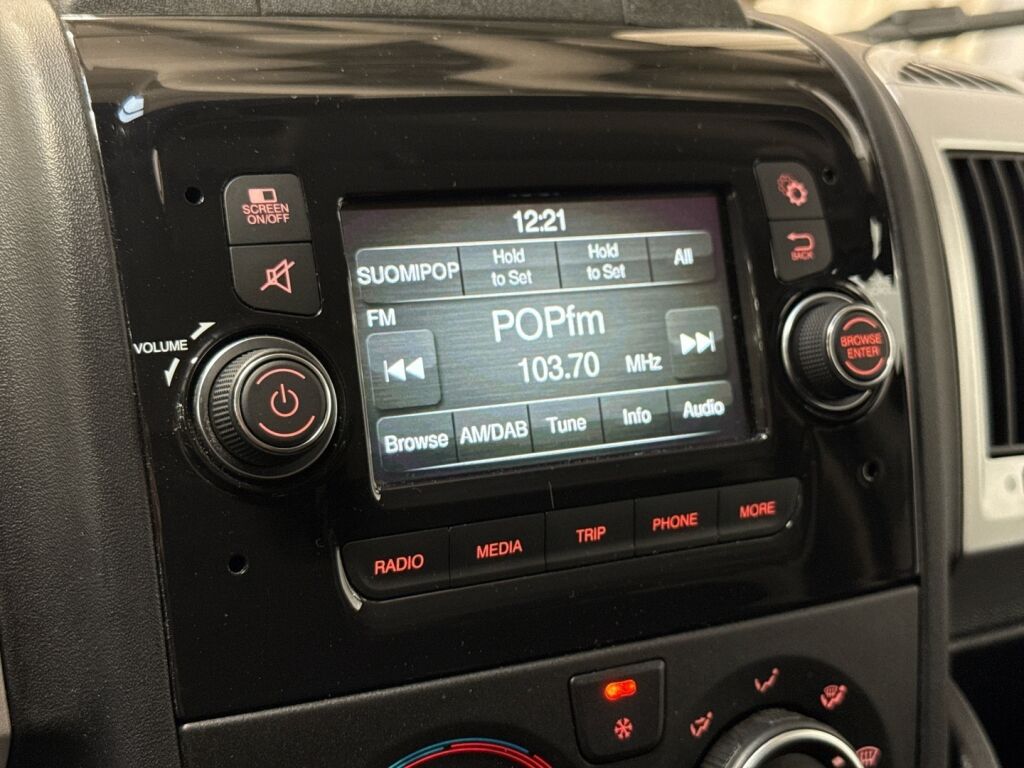 12:21
SCREEN
ON/OFF
SUOMIPOP
Hold
to Set
Hold
to Set
All
BACK
FM
POPfm
103.70 MHz
VOLUME
BROWSE
ENTER
Browse
AM/DAB
Tune
Info
Audio
RADIO
MEDIA
TRIP
PHONE
MORE